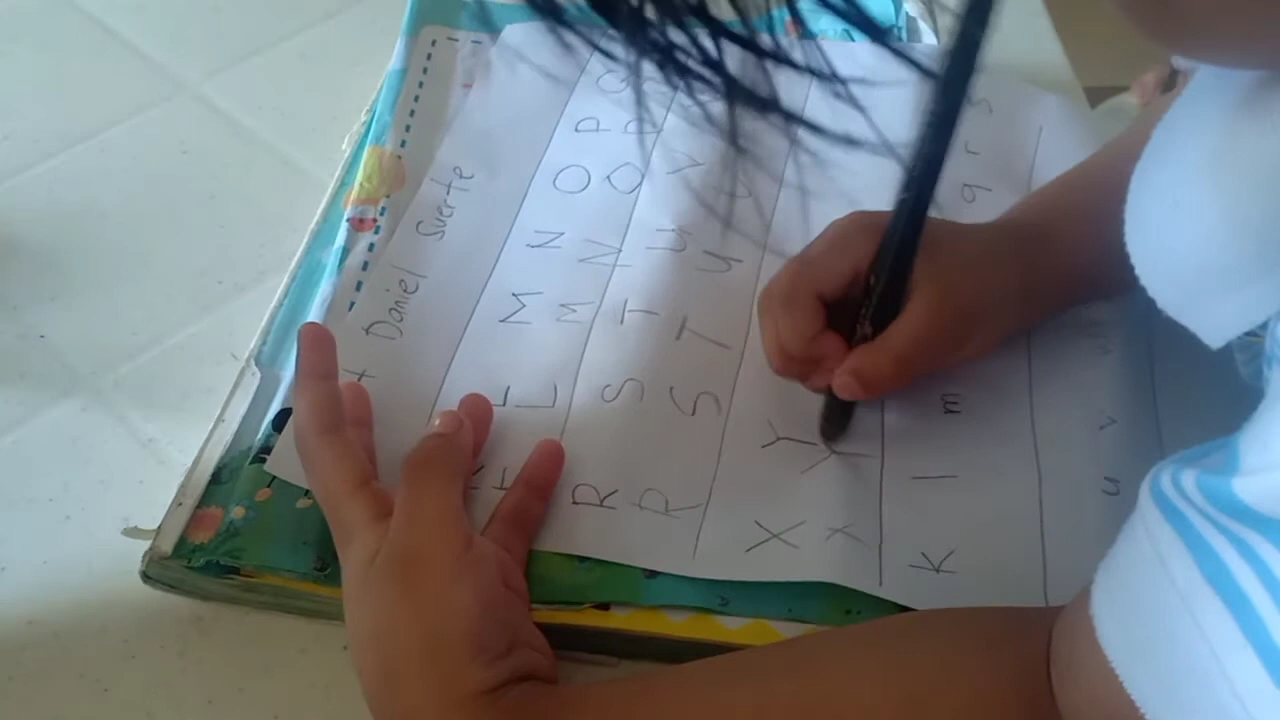 Daniel Suerte
L M N O P Q
L M N O P
R S T U V
R S T U V
X Y
X Y
k l m q r s
u v w